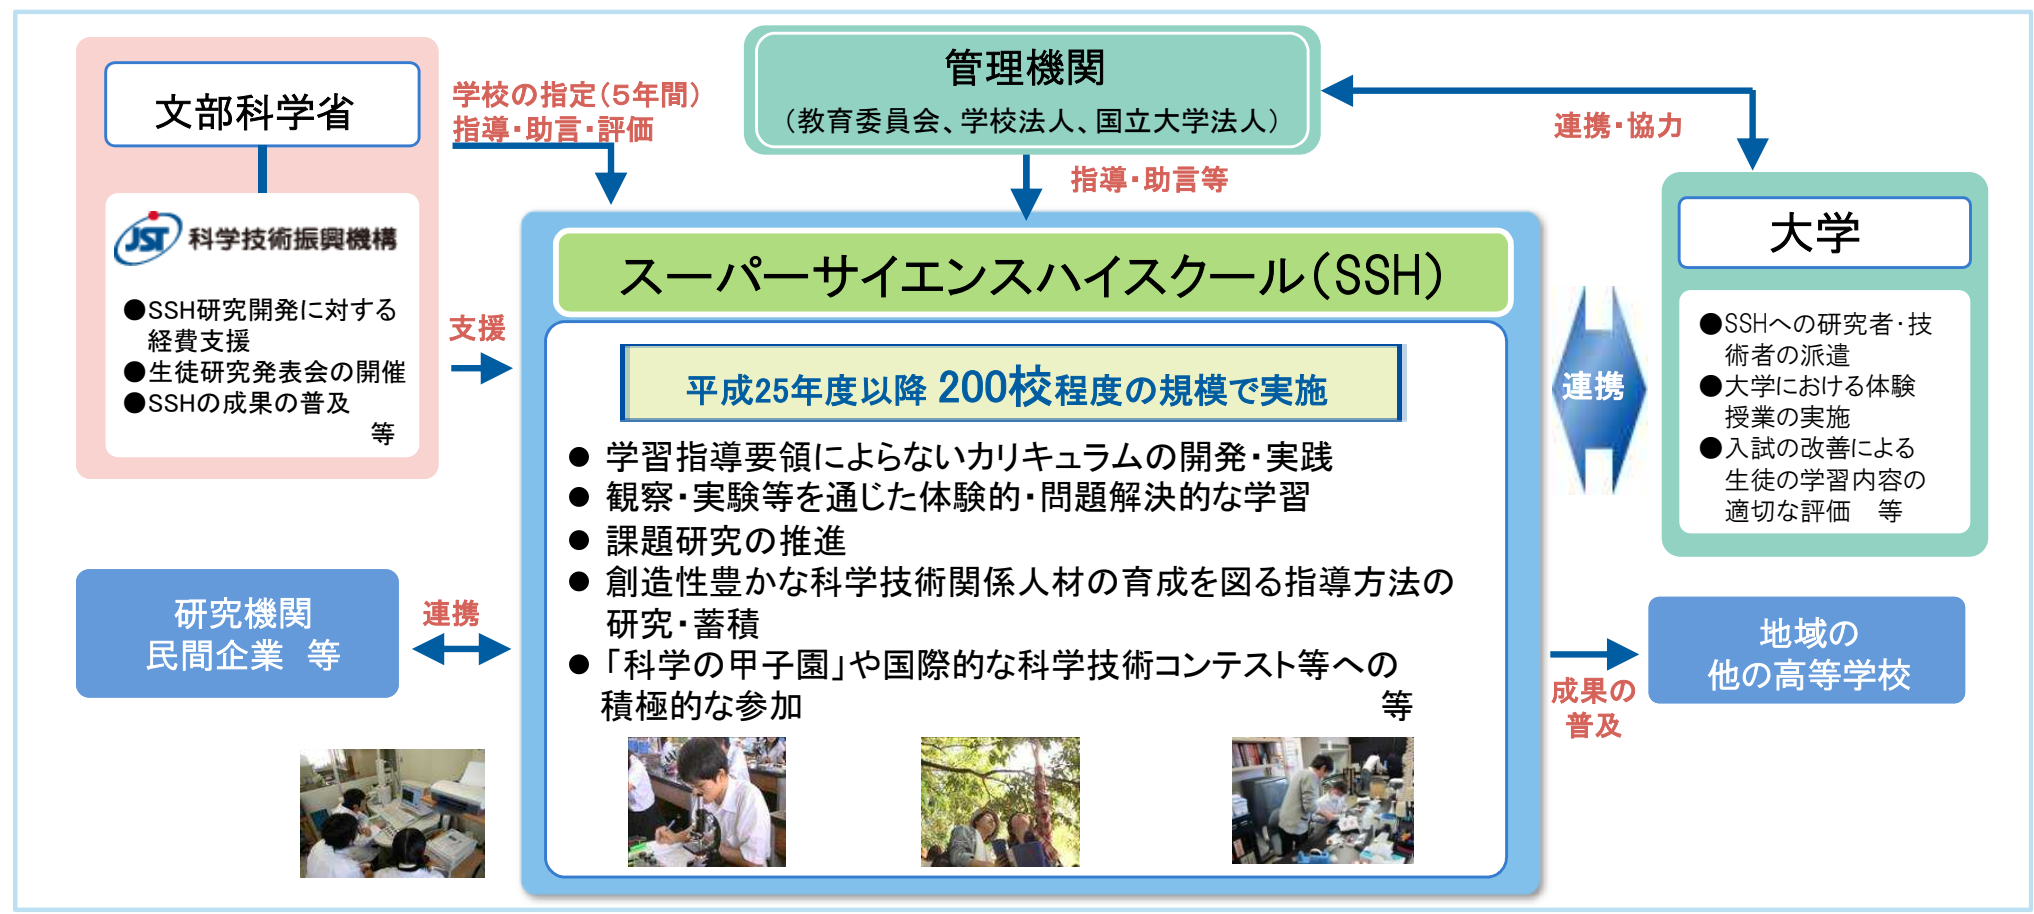 文部科学省
JST 科学技術振興機構
●SSH研究開発に対する
経費支援
●生徒研究発表会の開催
●SSHの成果の普及
等
学校の指定（5年間）
指導・助言・評価
支援
管理機関
（教育委員会、学校法人、国立大学法人）
指導・助言等
連携・協力
スーパーサイエンスハイスクール（SSH）
平成25年度以降 200校程度の規模で実施
● 学習指導要領によらないカリキュラムの開発・実践
● 観察・実験等を通じた体験的・問題解決的な学習
● 課題研究の推進
● 創造性豊かな科学技術関係人材の育成を図る指導方法の
研究・蓄積
● 「科学の甲子園」や国際的な科学技術コンテスト等への
積極的な参加 等
連携
大学
●SSHへの研究者・技
術者の派遣
●大学における体験
授業の実施
●入試の改善による
生徒の学習内容の
適切な評価 等
研究機関
民間企業 等
連携
成果の
普及
地域の
他の高等学校